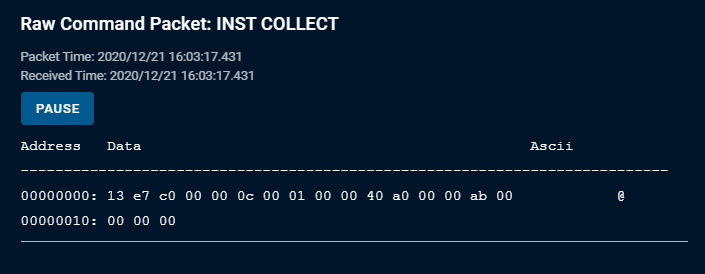 Raw Command Packet: INST COLLECT
Packet Time: 2020/12/21 16:03:17.431
Received Time: 2020/12/21 16:03:17.431
PAUSE
Address   Data                                             Ascii
---------------------------------------------------------------------------
00000000: 13 e7 c0 00 00 0c 00 01 00 00 40 a0 00 00 ab 00            @
00000010: 00 00 00